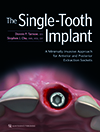 The Single-Tooth
Implant
A Minimally Invasive Approach
for Anterior and Posterior
Extraction Sockets